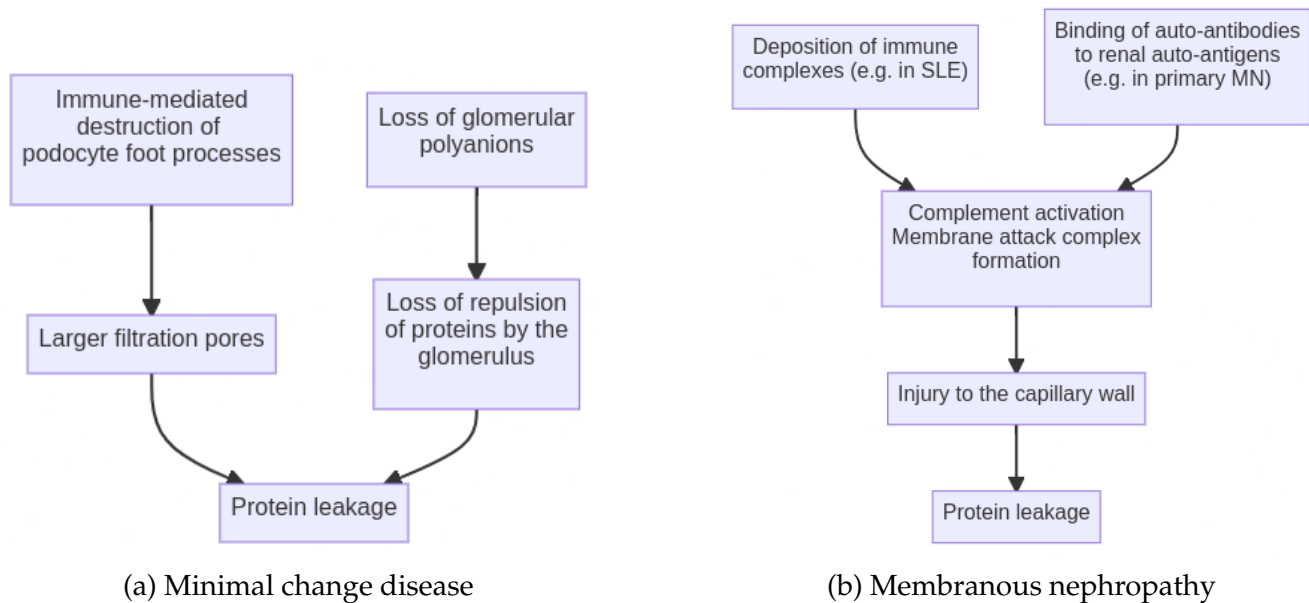 Immune-mediated
destruction of
podocyte foot processes
Loss of glomerular
polyanions
Larger filtration pores
Loss of repulsion
of proteins by the
glomerulus
Protein leakage
(a) Minimal change disease
Deposition of immune
complexes (e.g. in SLE)
Binding of auto-antibodies
to renal auto-antigens
(e.g. in primary MN)
Complement activation
Membrane attack complex
formation
Injury to the capillary wall
Protein leakage
(b) Membranous nephropathy